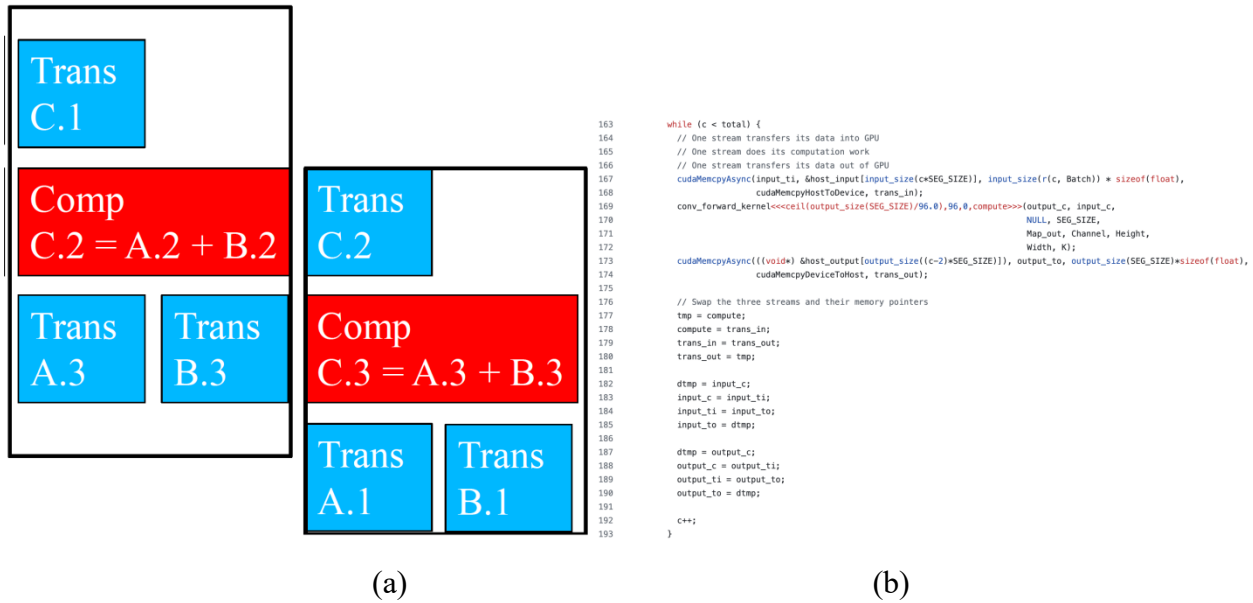 Trans
C.1
Comp
C.2 = A.2 + B.2
Trans
A.3
Trans
B.3
Trans
C.2
Comp
C.3 = A.3 + B.3
Trans
A.1
Trans
B.1
163 while (c < total) {
164 // One stream transfers its data into GPU
165 // One stream does its computation work
166 // One stream transfers its data out of GPU
167 cudaMemcpyAsync(input_ti, &host_input[input_size(c*SEG_SIZE)], input_size(r(c, Batch)) * sizeof(float),
168 cudaMemcpyHostToDevice, trans_in);
169 conv_forward_kernel<<<ceil(output_size(SEG_SIZE)/96.0),96,0,compute>>>(output_c, input_c,
170 NULL, SEG_SIZE,
171 Map_out, Channel, Height,
172 Width, K);
173 cudaMemcpyAsync(((void*) &host_output[output_size((c-2)*SEG_SIZE)]), output_to, output_size(SEG_SIZE)*sizeof(float),
174 cudaMemcpyDeviceToHost, trans_out);
175
176 // Swap the three streams and their memory pointers
177 tmp = compute;
178 compute = trans_in;
179 trans_in = trans_out;
180 trans_out = tmp;
181
182 dtmp = input_c;
183 input_c = input_ti;
184 input_ti = input_to;
185 input_to = dtmp;
186
187 dtmp = output_c;
188 output_c = output_ti;
189 output_ti = output_to;
190 output_to = dtmp;
191
192 c++;
193 }
(a)
(b)